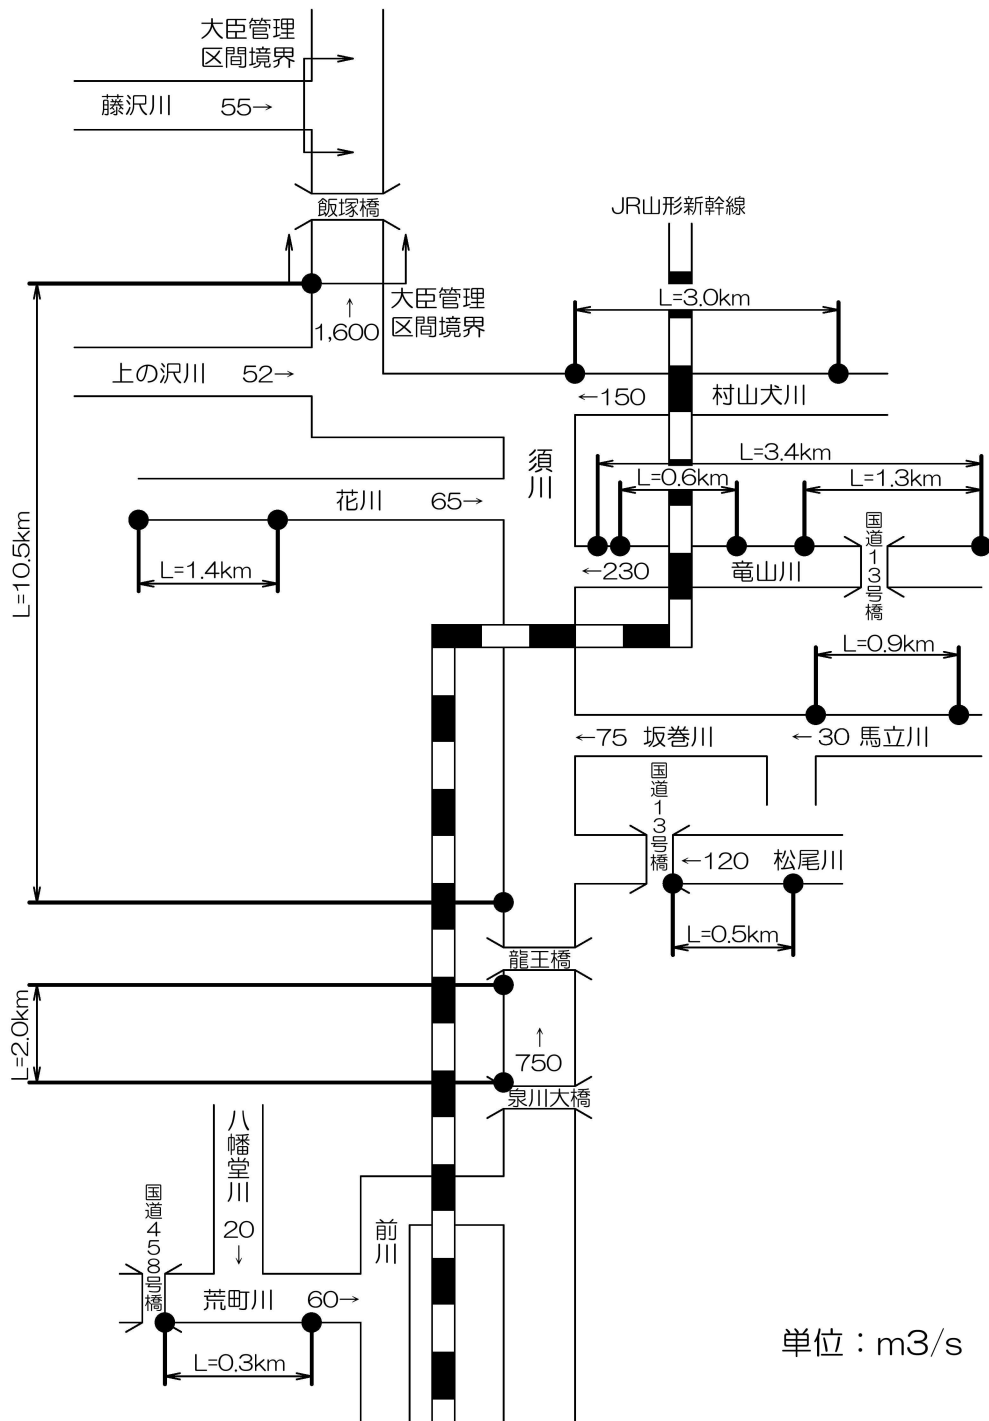 大臣管理
区間境界
藤沢川 55→
飯塚橋
JR山形新幹線
大臣管理
区間境界
↑
1,600
L=3.0km
上の沢川 52→
←150 村山犬川
須川
L=3.4km
L=0.6km
L=1.3km
花川 65→
国道13号橋
←230 竜山川
L=1.4km
L=10.5km
L=0.9km
←75 坂巻川
←30 馬立川
国道13号橋
←120 松尾川
L=0.5km
龍王橋
L=2.0km
↑
750
泉川大橋
八幡堂川
20
↓
国道458号橋
前川
荒町川 60→
L=0.3km
単位：m3/s